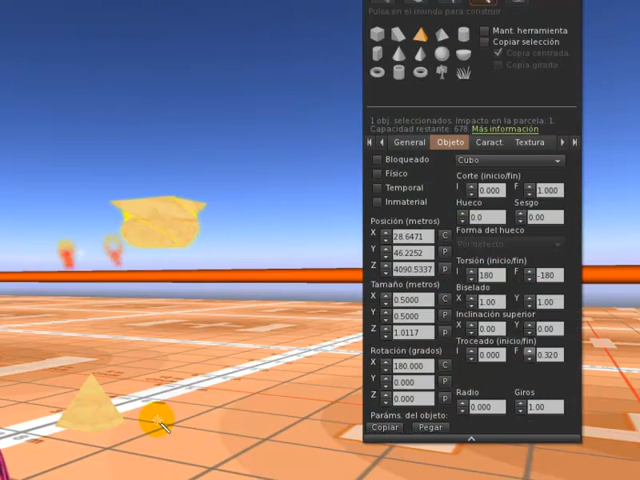 Pulsa en el mundo para construir
Mant. herramienta
Copiar selección
Copia centrada
Copia girada
1 obj. seleccionados, Impacto en la parcela: 1.
Capacidad restante: 678. Más información
General Objeto Caract. Textura
Bloqueado
Físico
Temporal
Inmaterial
Posición (metros)
X 28.6471 C
Y 46.2252 P
Z 4090.5337 P
Tamaño (metros)
X 0.5000 C
Y 0.5000 P
Z 1.0117 P
Rotación (grados)
X 180.000 C
Y 0.000 P
Z 0.000 P
Paráms. del objeto:
Copiar Pegar
Cubo
Corte (inicio/fin)
I 0.000 F 1.000
Hueco Sesgo
0.0 0.00
Forma del hueco
Por defecto
Torsión (inicio/fin)
I 180 F -180
Biselado
X 1.00 Y 1.00
Inclinación superior
X 0.00 Y 0.00
Troceado (inicio/fin)
I 0.000 F 0.320
Radio Giros
0.000 1.00